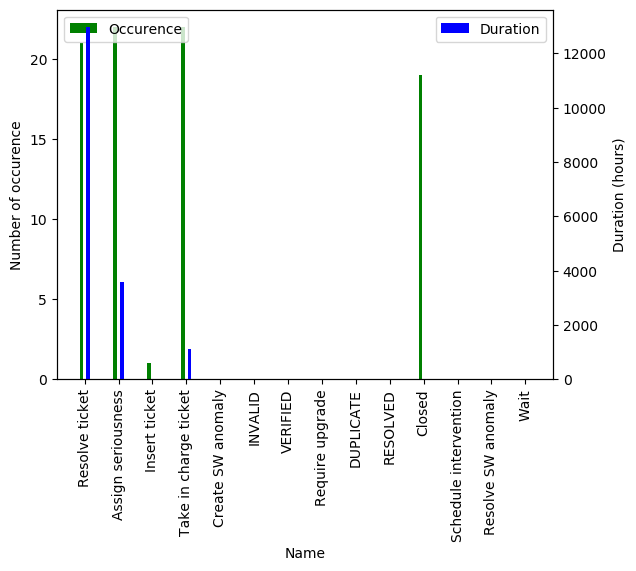 Occurence
Duration
Number of occurence
20
15
10
5
0
12000
10000
8000
6000
4000
2000
0
Duration (hours)
Resolve ticket
Assign seriousness
Insert ticket
Take in charge ticket
Create SW anomaly
INVALID
VERIFIED
Require upgrade
DUPLICATE
RESOLVED
Closed
Schedule intervention
Resolve SW anomaly
Wait
Name